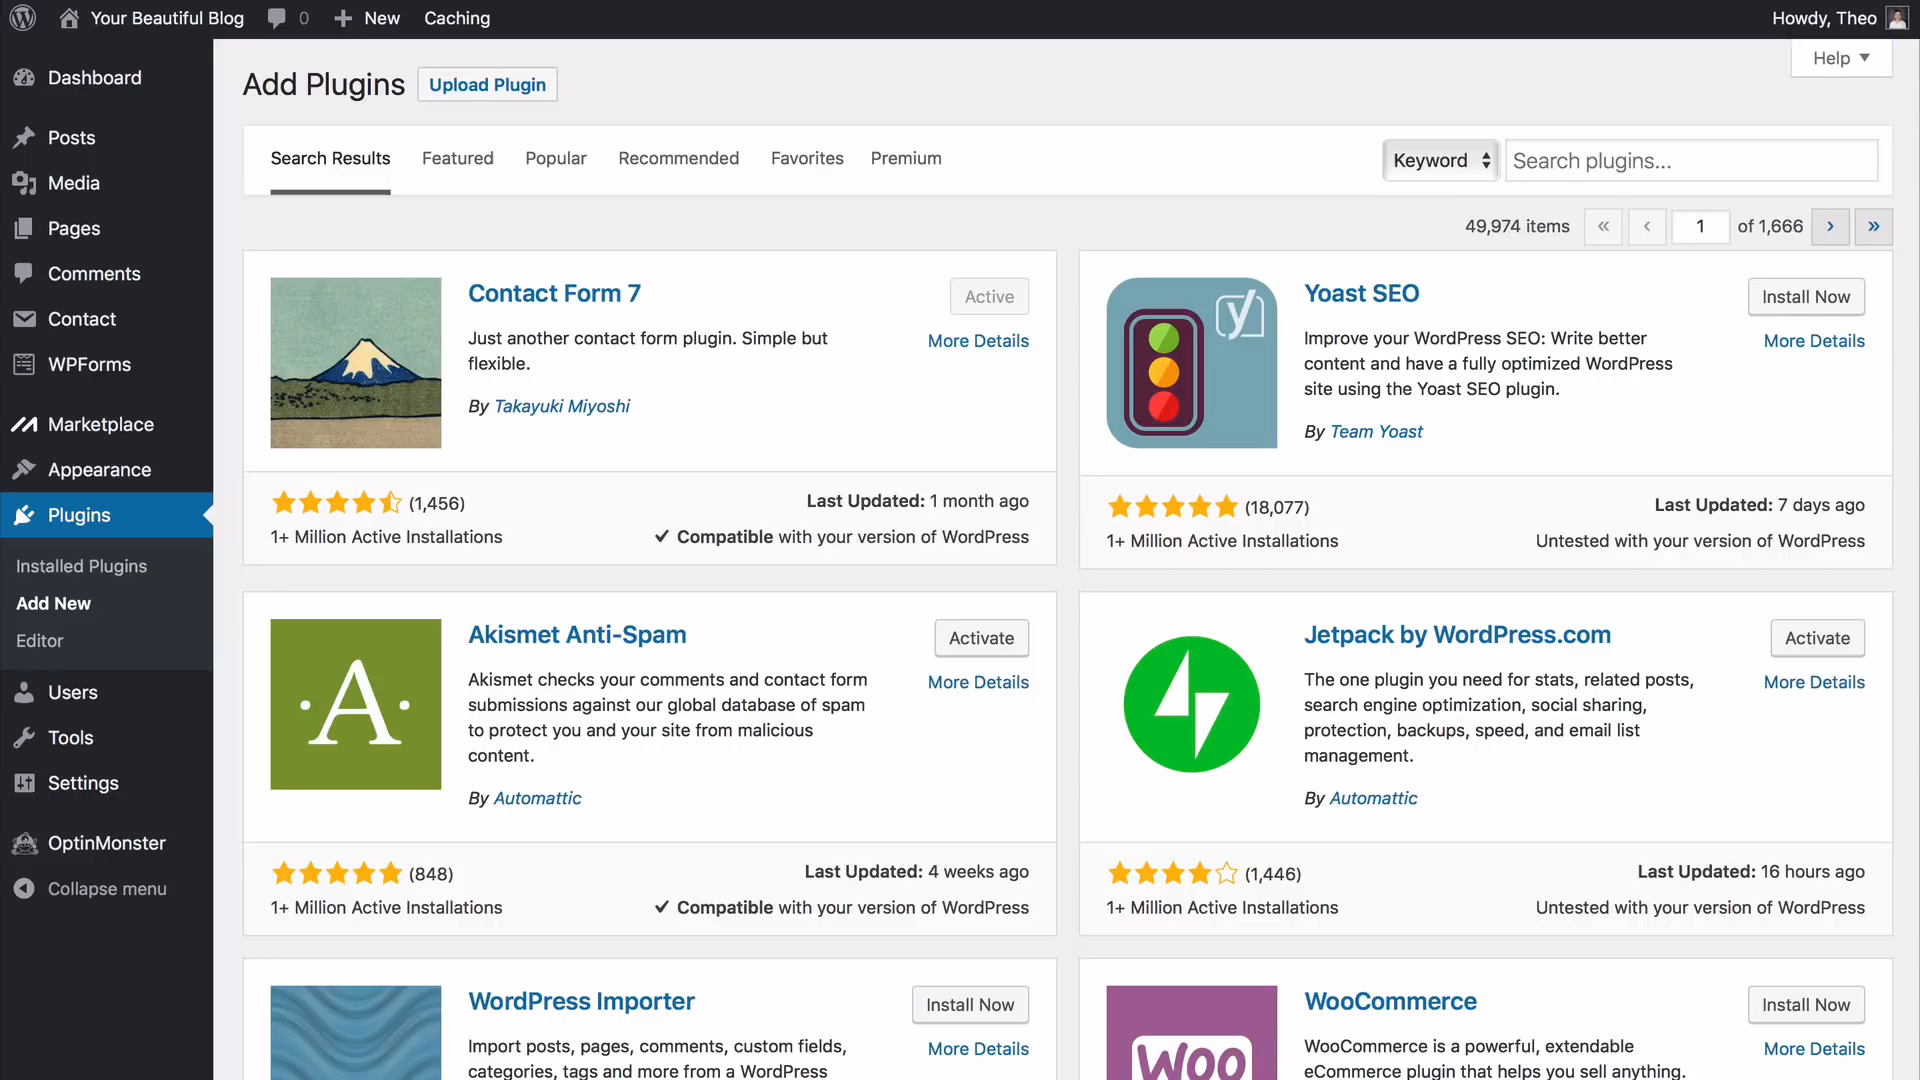 Your Beautiful Blog 0 New Caching Howdy, Theo
Dashboard
Posts
Media
Pages
Comments
Contact
WPForms
Marketplace
Appearance
Plugins
Installed Plugins
Add New
Editor
Users
Tools
Settings
OptinMonster
Collapse menu
Help
Add Plugins Upload Plugin
Search Results Featured Popular Recommended Favorites Premium
Keyword Search plugins...
49,974 items « ‹ 1 of 1,666 › »
Contact Form 7
Active
More Details
Just another contact form plugin. Simple but
flexible.
By Takayuki Miyoshi
(1,456)
Last Updated: 1 month ago
1+ Million Active Installations
✓ Compatible with your version of WordPress
Yoast SEO
Install Now
More Details
Improve your WordPress SEO: Write better
content and have a fully optimized WordPress
site using the Yoast SEO plugin.
By Team Yoast
(18,077)
Last Updated: 7 days ago
1+ Million Active Installations
Untested with your version of WordPress
Akismet Anti-Spam
Activate
More Details
Akismet checks your comments and contact form
submissions against our global database of spam
to protect you and your site from malicious
content.
By Automattic
·A·
(848)
Last Updated: 4 weeks ago
1+ Million Active Installations
✓ Compatible with your version of WordPress
Jetpack by WordPress.com
Activate
More Details
The one plugin you need for stats, related posts,
search engine optimization, social sharing,
protection, backups, speed, and email list
management.
By Automattic
(1,446)
Last Updated: 16 hours ago
1+ Million Active Installations
Untested with your version of WordPress
WordPress Importer
Install Now
More Details
Import posts, pages, comments, custom fields,
categories, tags and more from a WordPress
WooCommerce
Install Now
More Details
WooCommerce is a powerful, extendable
eCommerce plugin that helps you sell anything.
WOO